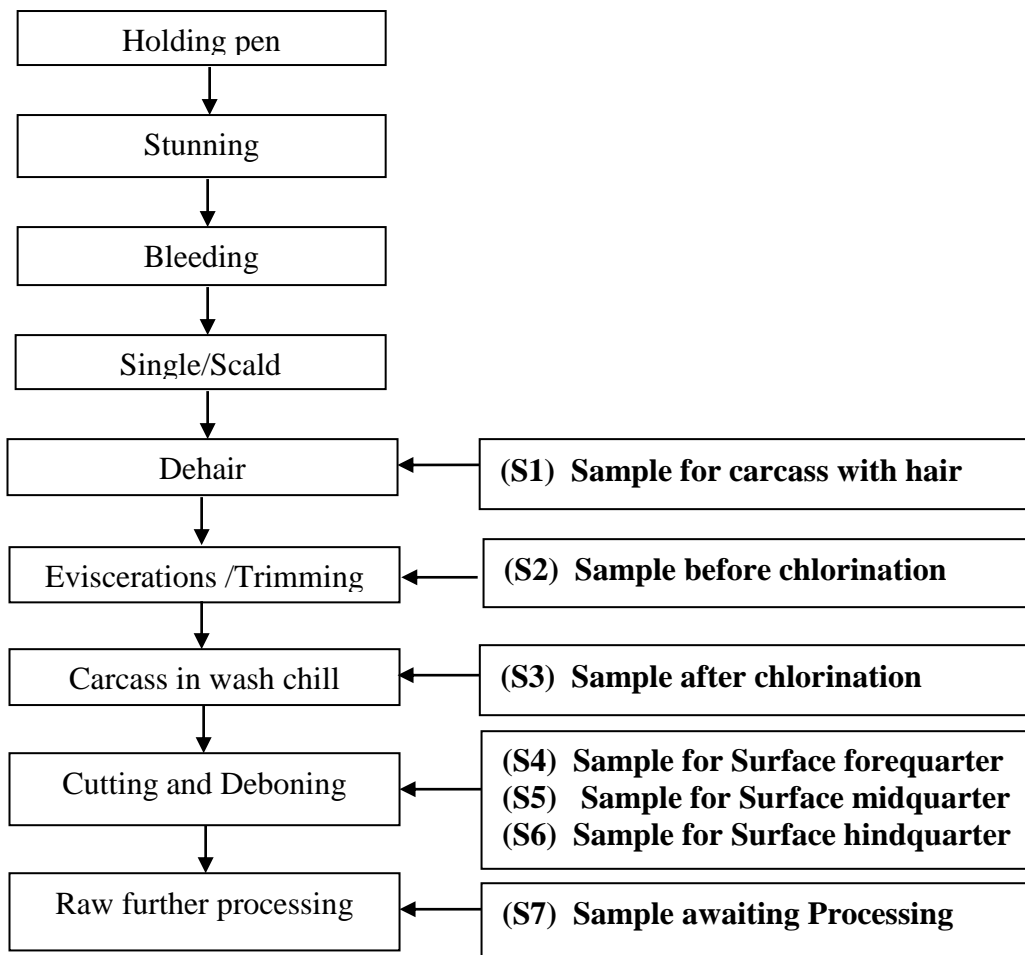 Holding pen
Stunning
Bleeding
Single/Scald
Dehair
(S1) Sample for carcass with hair
Eviscerations /Trimming
(S2) Sample before chlorination
Carcass in wash chill
(S3) Sample after chlorination
Cutting and Deboning
(S4) Sample for Surface forequarter
(S5) Sample for Surface midquarter
(S6) Sample for Surface hindquarter
Raw further processing
(S7) Sample awaiting Processing